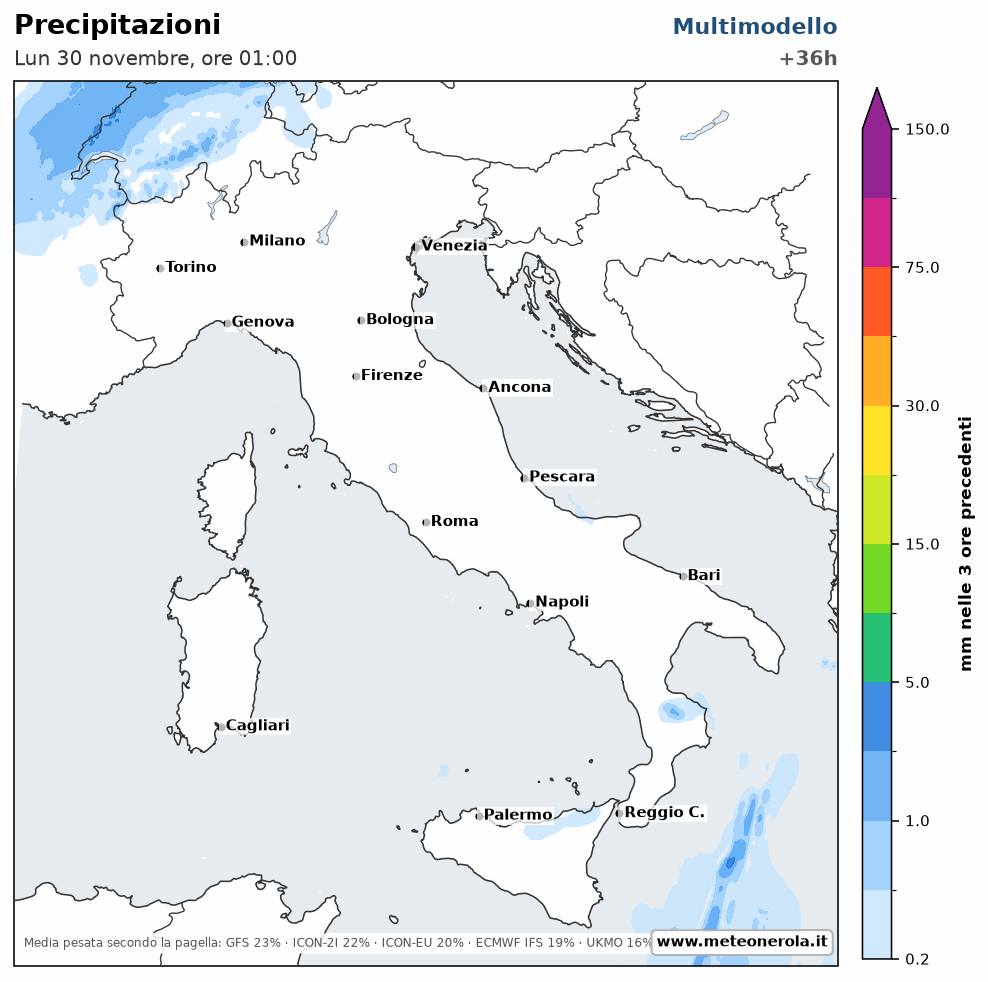 Precipitazioni
Multimodello
Lun 30 novembre, ore 01:00
+36h
150.0
75.0
30.0
15.0
5.0
1.0
0.2
mm nelle 3 ore precedenti
Milano
Venezia
Torino
Genova
Bologna
Firenze
Ancona
Pescara
Roma
Bari
Napoli
Cagliari
Palermo
Reggio C.
Media pesata secondo la pagella: GFS 23% · ICON-2I 22% · ICON-EU 20% · ECMWF IFS 19% · UKMO 16%
www.meteonerola.it